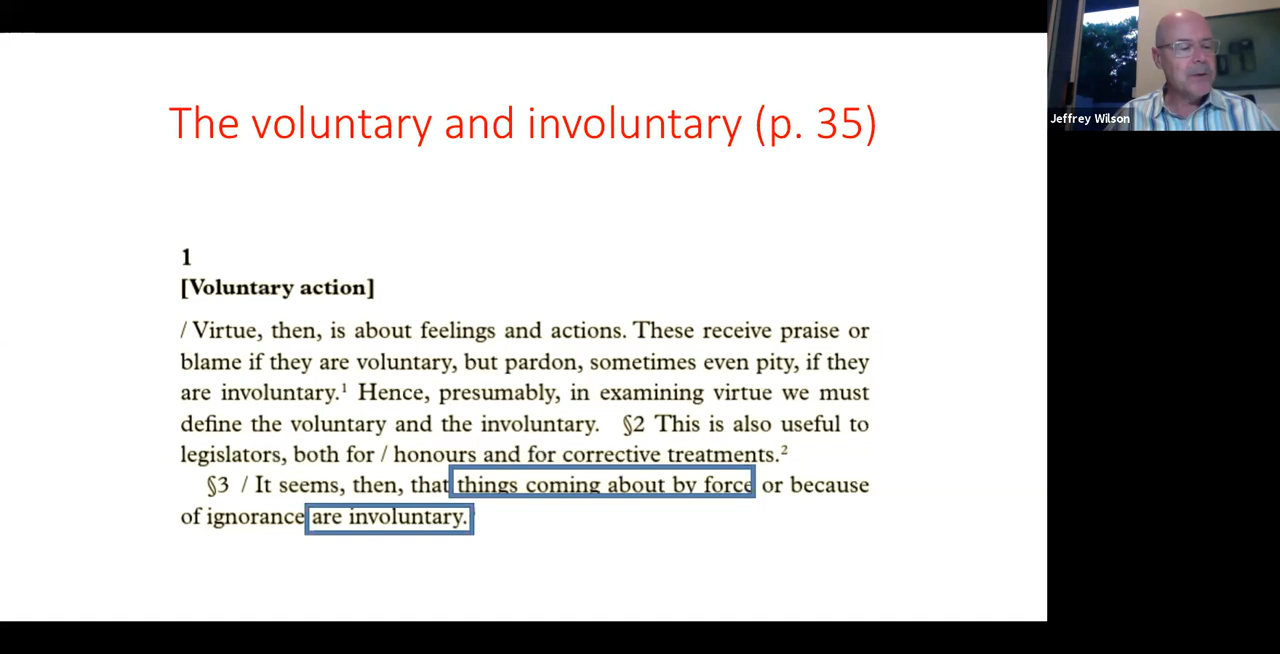 The voluntary and involuntary (p. 35)
Jeffrey Wilson
1
[Voluntary action]
/ Virtue, then, is about feelings and actions. These receive praise or
blame if they are voluntary, but pardon, sometimes even pity, if they
are involuntary.¹ Hence, presumably, in examining virtue we must
define the voluntary and the involuntary. §2 This is also useful to
legislators, both for / honours and for corrective treatments.²
§3 / It seems, then, that things coming about by force or because
of ignorance are involuntary.